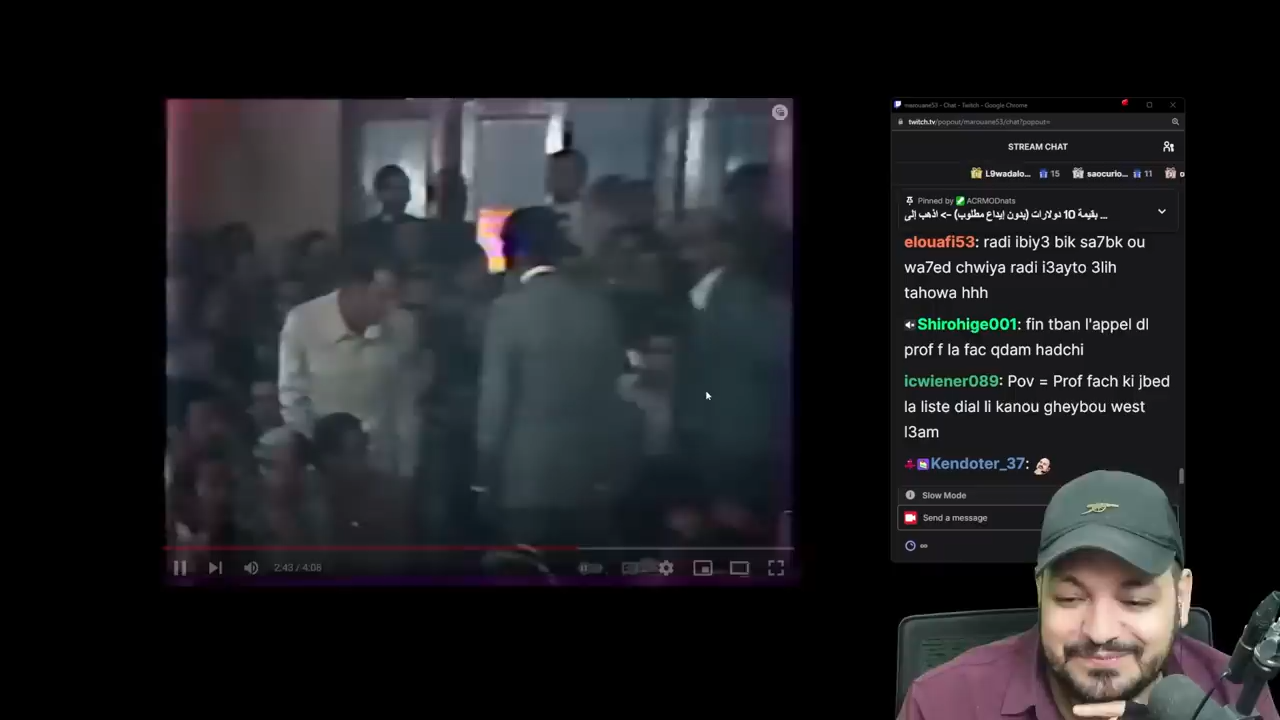 marouane53 - Chat - Twitch - Google Chrome
twitch.tv/popout/marouane53/chat?popout=
STREAM CHAT
L9wadalo... 15 saocurio... 11
Pinned by ACRMODnats
بقيمة 10 دولارات (بدون إيداع مطلوب) -> اذهب إلى ...
elouafi53: radi ibiy3 bik sa7bk ou
wa7ed chwiya radi i3ayto 3lih
tahowa hhh
Shirohige001: fin tban l'appel dl
prof f la fac qdam hadchi
icwiener089: Pov = Prof fach ki jbed
la liste dial li kanou gheybou west
l3am
Kendoter_37:
Slow Mode
Send a message
∞
2:43 / 4:08